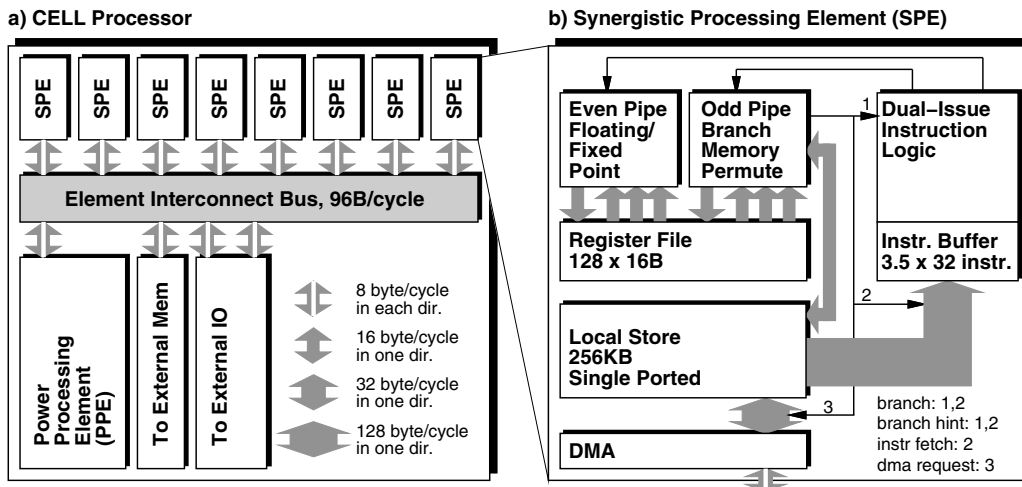 a) CELL Processor
SPE
SPE
SPE
SPE
SPE
SPE
SPE
SPE
Element Interconnect Bus, 96B/cycle
Power
Processing
Element
(PPE)
To External Mem
To External IO
8 byte/cycle
in each dir.
16 byte/cycle
in one dir.
32 byte/cycle
in one dir.
128 byte/cycle
in one dir.
b) Synergistic Processing Element (SPE)
Even Pipe
Floating/
Fixed
Point
Odd Pipe
Branch
Memory
Permute
1
Dual–Issue
Instruction
Logic
Register File
128 x 16B
Instr. Buffer
3.5 x 32 instr.
2
Local Store
256KB
Single Ported
3
DMA
branch: 1,2
branch hint: 1,2
instr fetch: 2
dma request: 3